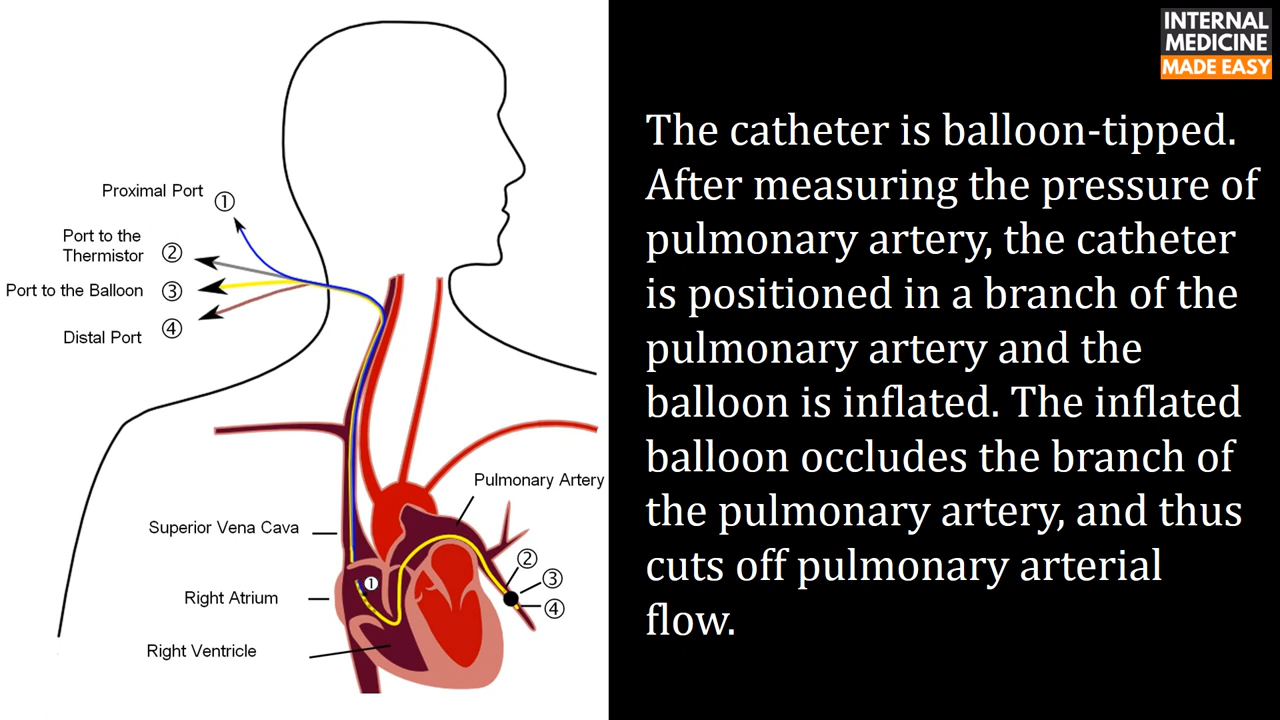 INTERNAL
MEDICINE
MADE EASY
Proximal Port
①
Port to the
Thermistor
②
Port to the Balloon
③
Distal Port
④
Pulmonary Artery
Superior Vena Cava
Right Atrium
Right Ventricle
①
②
③
④
The catheter is balloon-tipped.
After measuring the pressure of
pulmonary artery, the catheter
is positioned in a branch of the
pulmonary artery and the
balloon is inflated. The inflated
balloon occludes the branch of
the pulmonary artery, and thus
cuts off pulmonary arterial
flow.